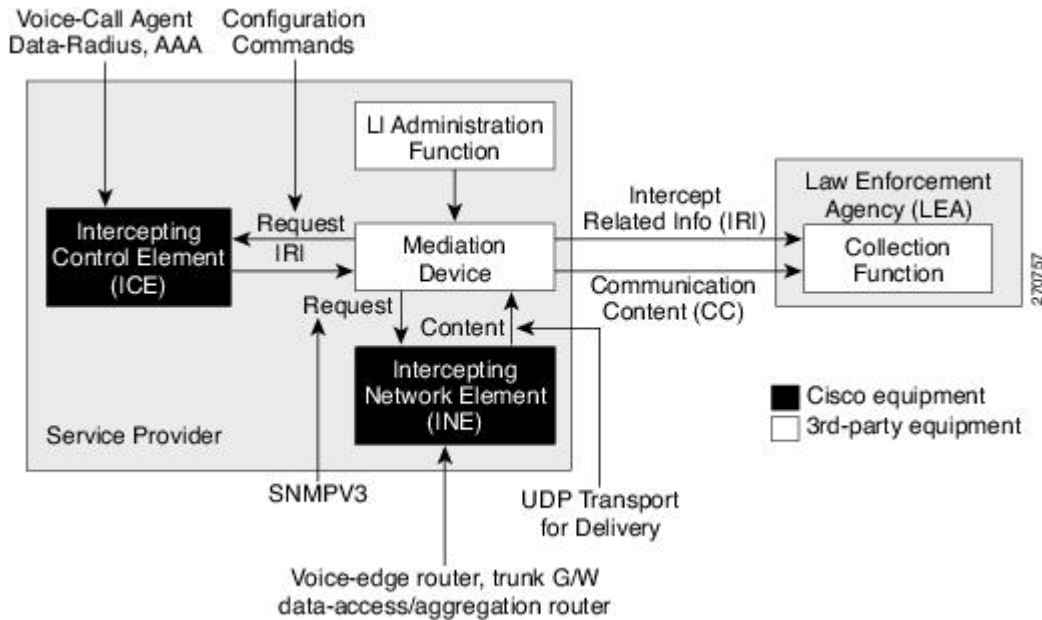 Voice-Call Agent
Data-Radius, AAA
Configuration
Commands
LI Administration
Function
Intercepting
Control Element
(ICE)
Request
IRI
Mediation
Device
Intercept
Related Info (IRI)
Communication
Content (CC)
Law Enforcement
Agency (LEA)
Collection
Function
270757
Request
Content
Intercepting
Network Element
(INE)
Service Provider
Cisco equipment
3rd-party equipment
SNMPV3
UDP Transport
for Delivery
Voice-edge router, trunk G/W
data-access/aggregation router